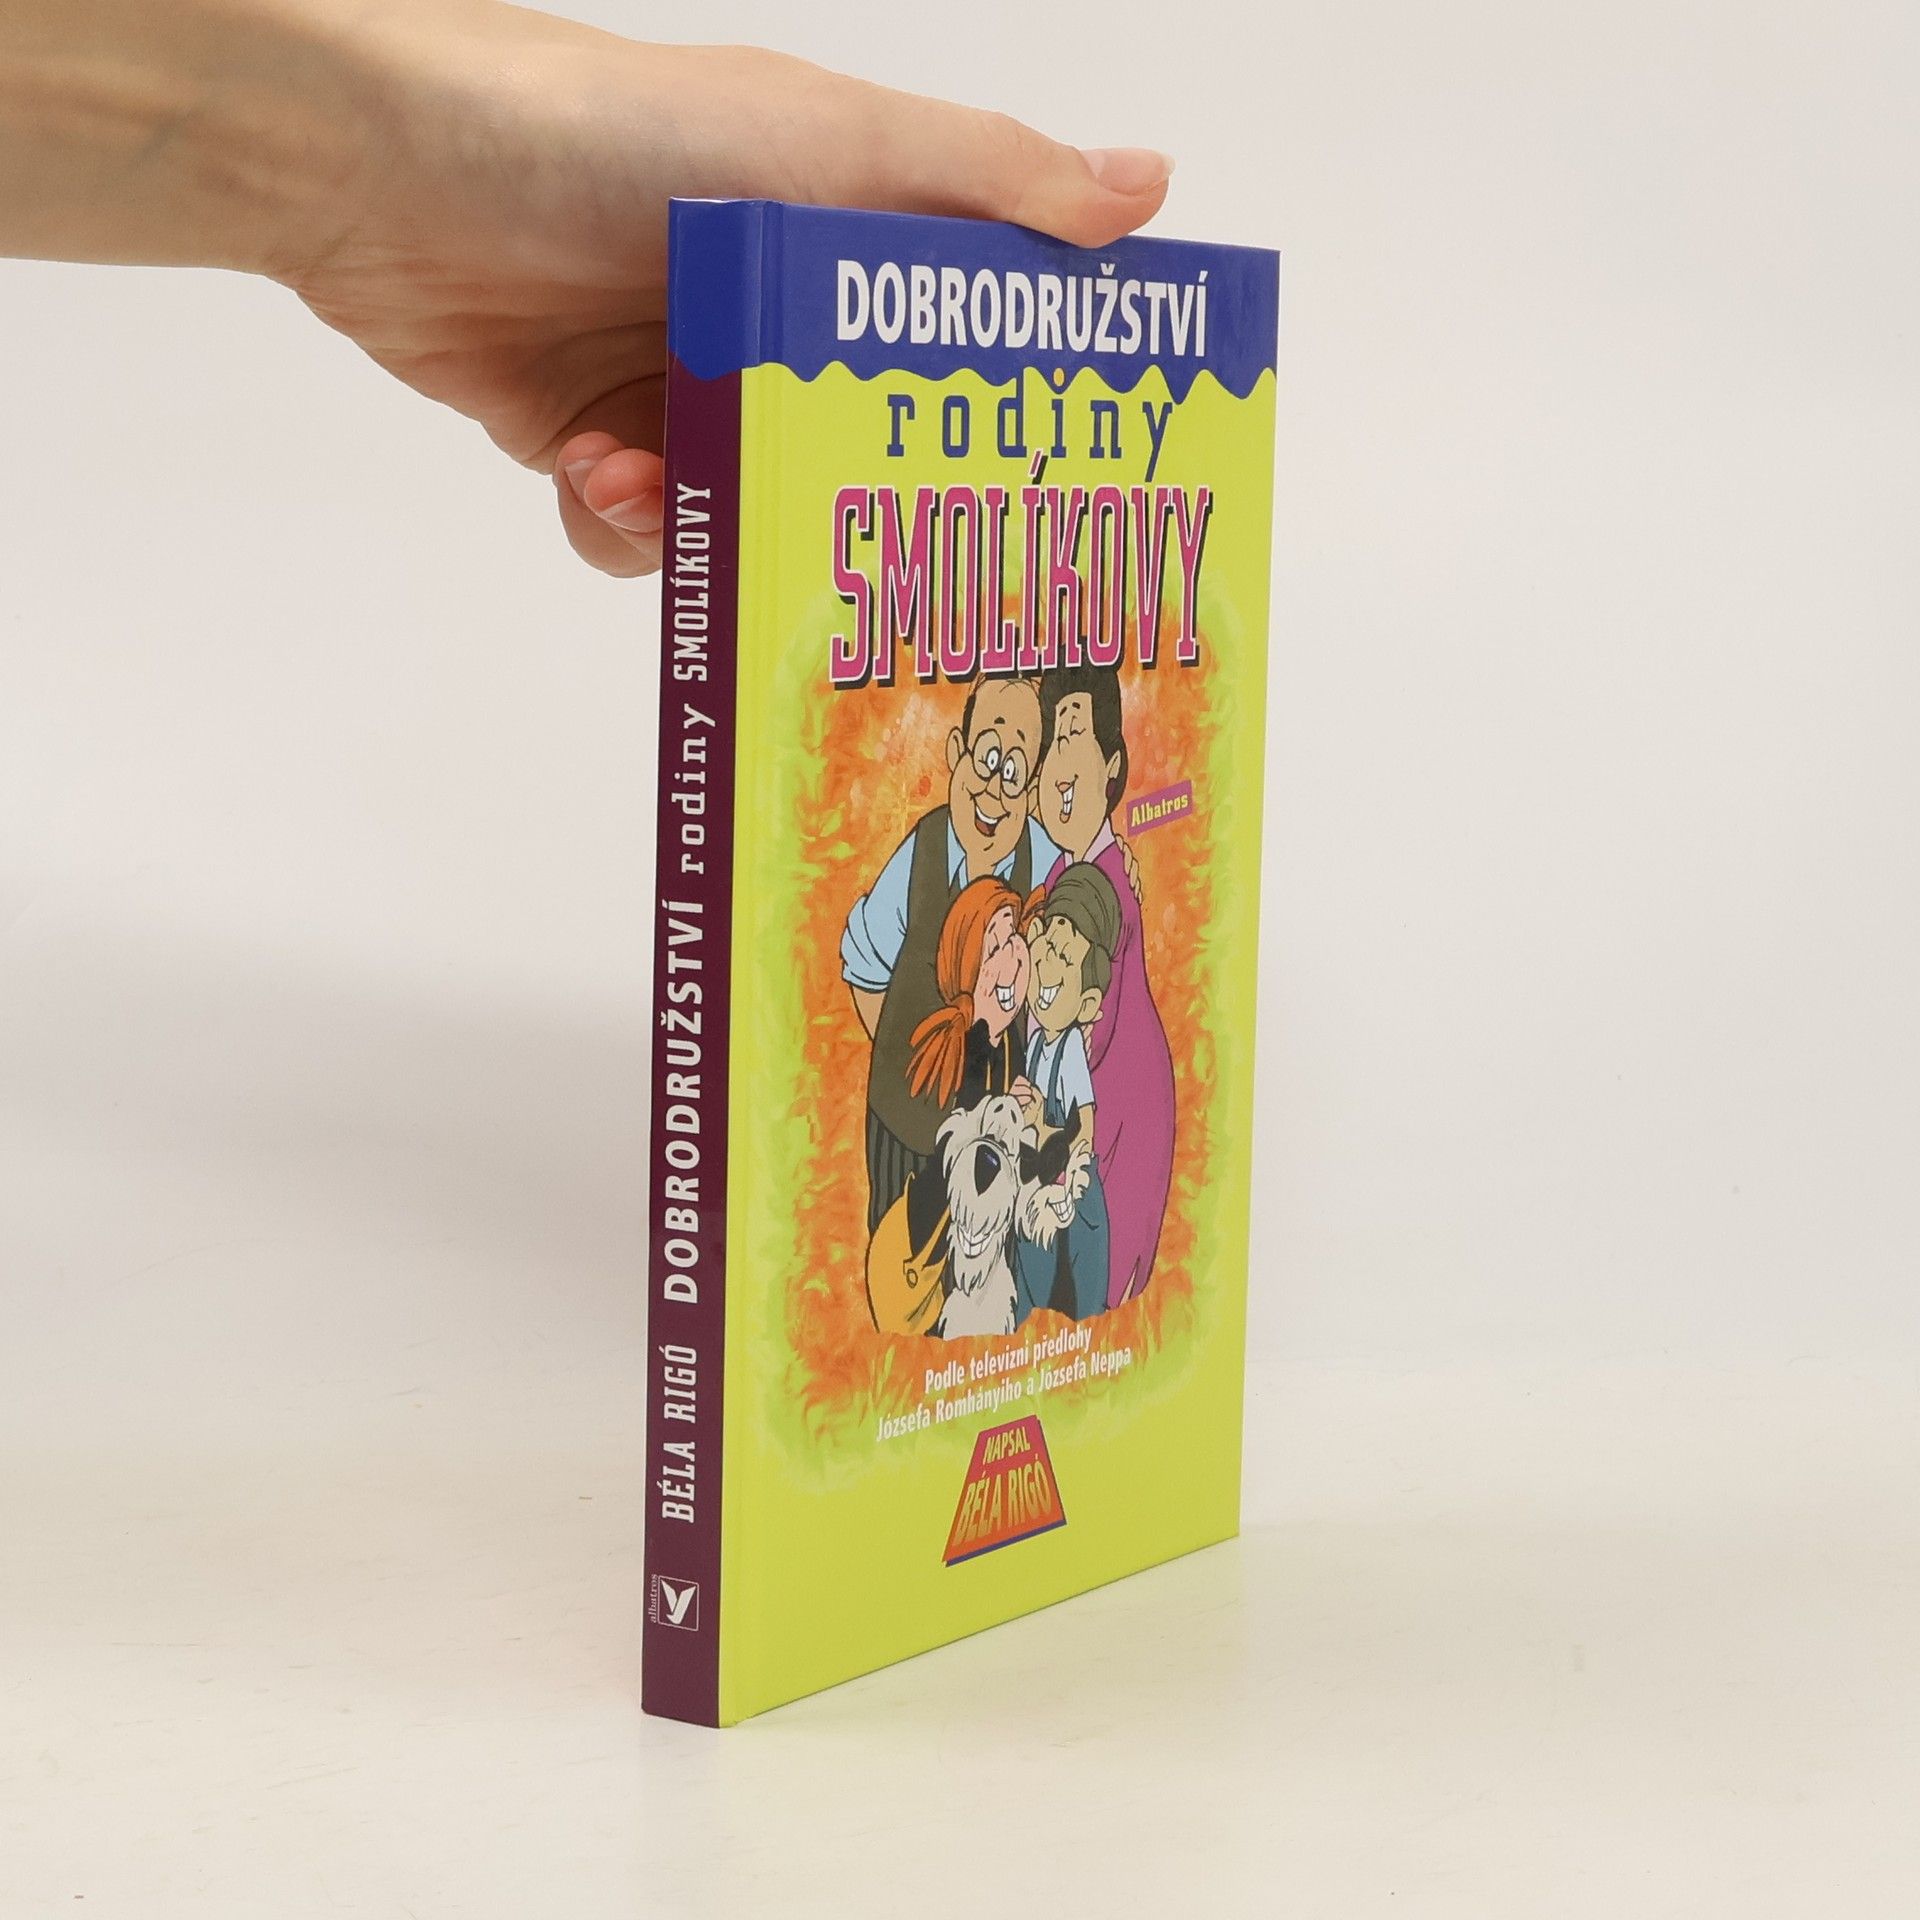 DOBRODRUŽSTVÍ
rodiny
SMOLÍKOVY
Albatros
Podle televizní předlohy
Józsefa Romhányiho a Józsefa Neppa
NAPSAL
BÉLA RIGÓ
BÉLA RIGÓ DOBRODRUŽSTVÍ rodiny SMOLÍKOVY
albatros